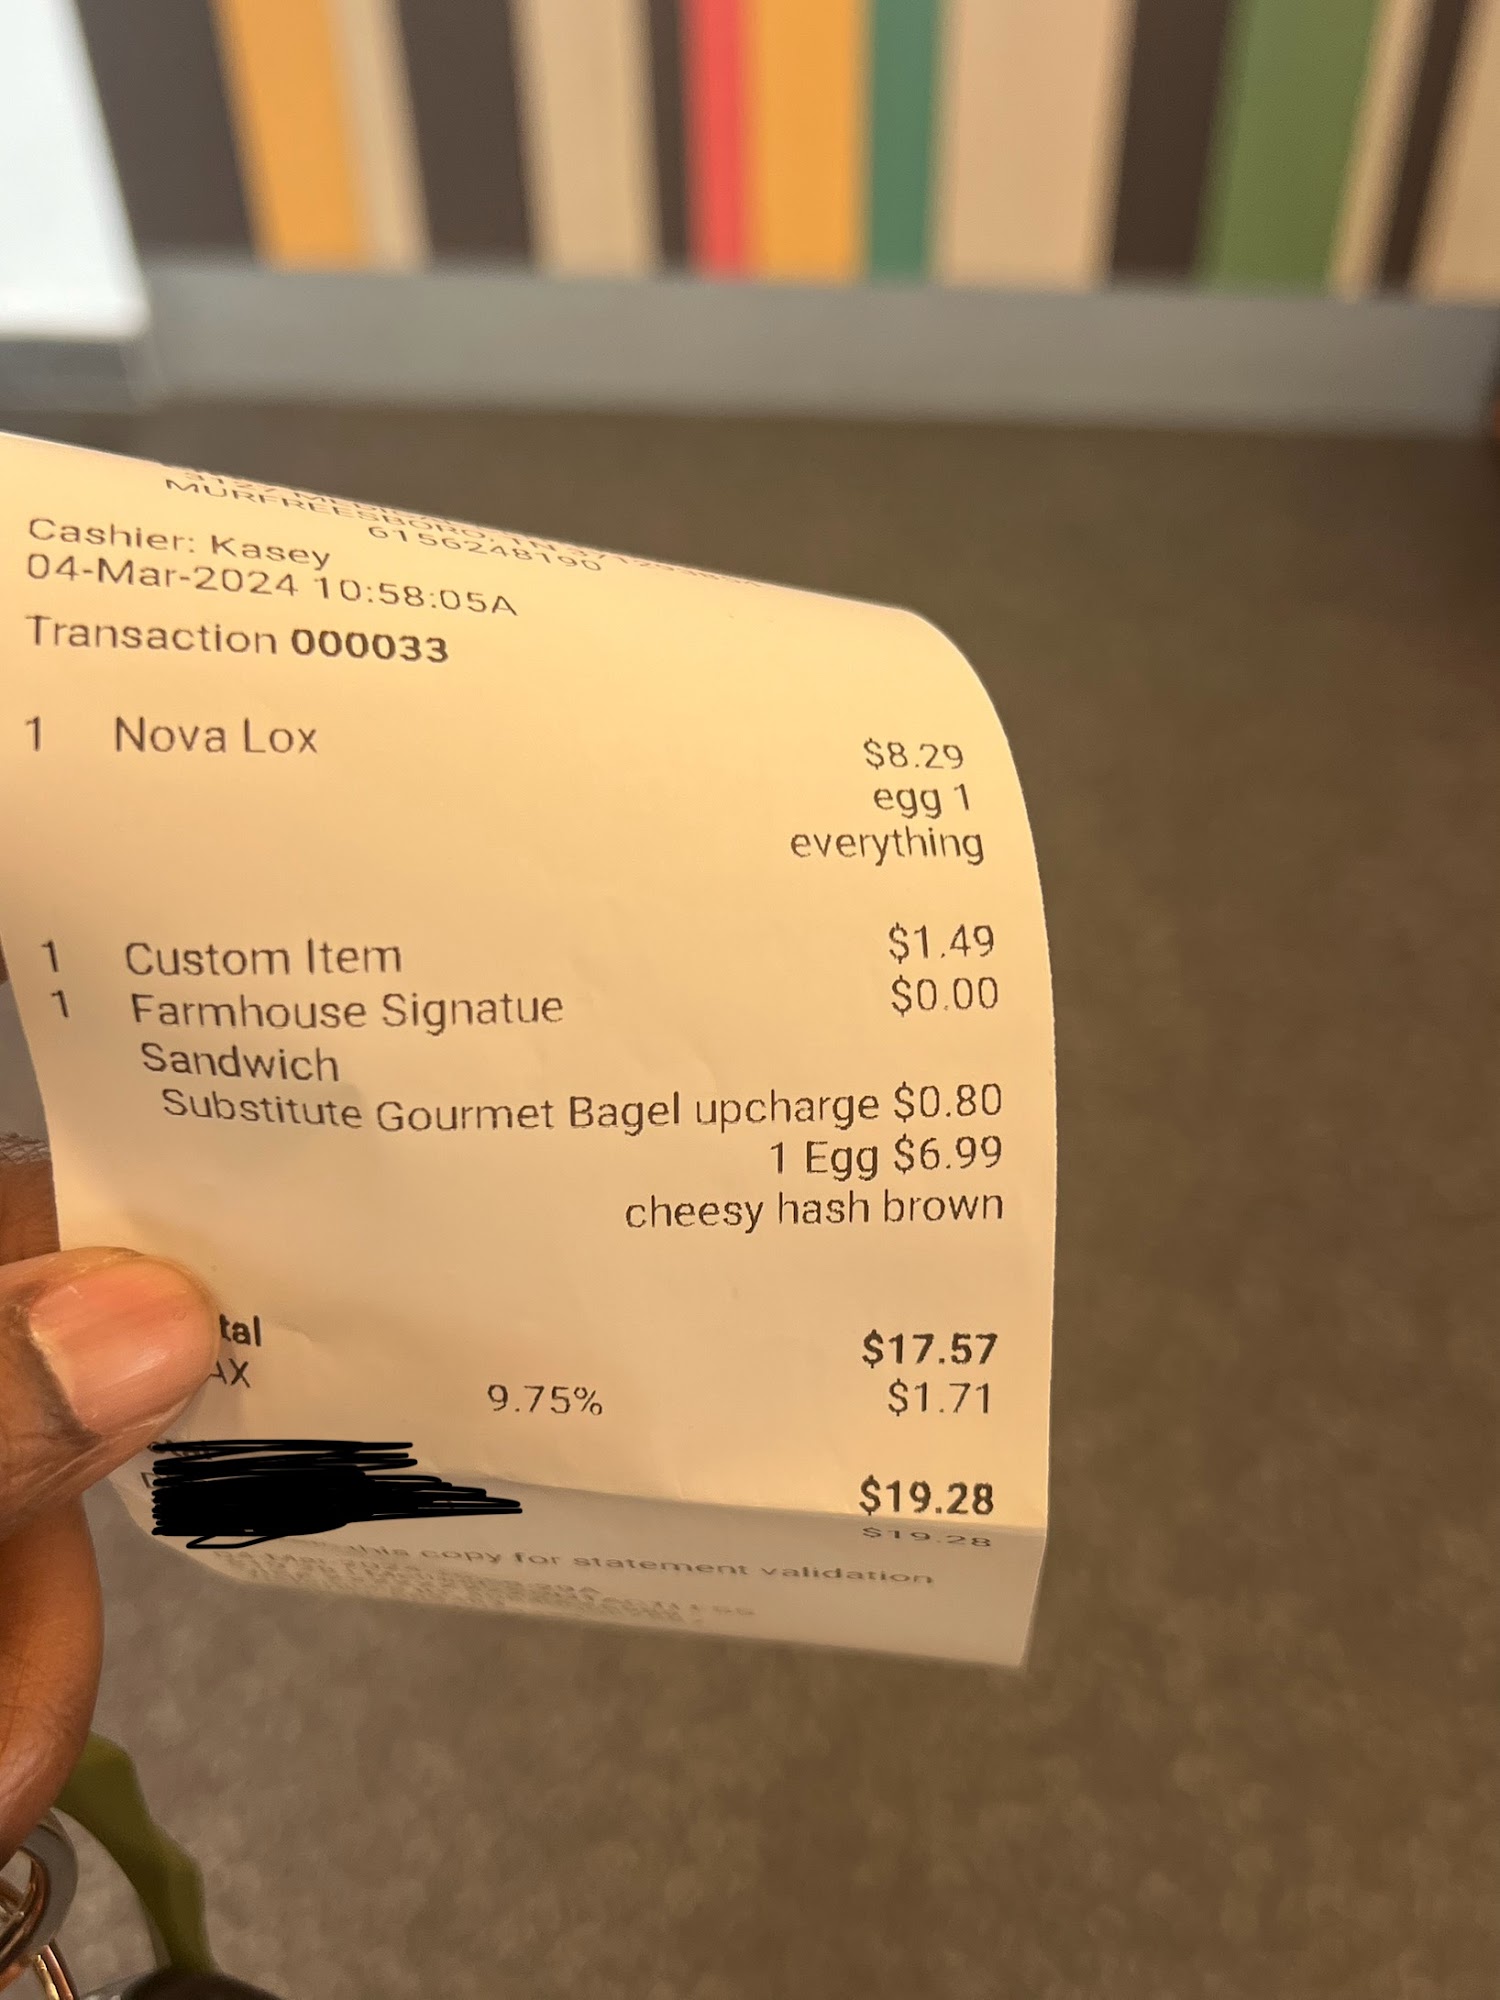 MURFREESBORO, TN
6156248190
Cashier: Kasey
04-Mar-2024 10:58:05A
Transaction 000033
1 Nova Lox $8.29
egg 1
everything
1 Custom Item $1.49
1 Farmhouse Signatue $0.00
Sandwich
Substitute Gourmet Bagel upcharge $0.80
1 Egg $6.99
cheesy hash brown
tal $17.57
AX 9.75% $1.71
$19.28
$19.28
this copy for statement validation